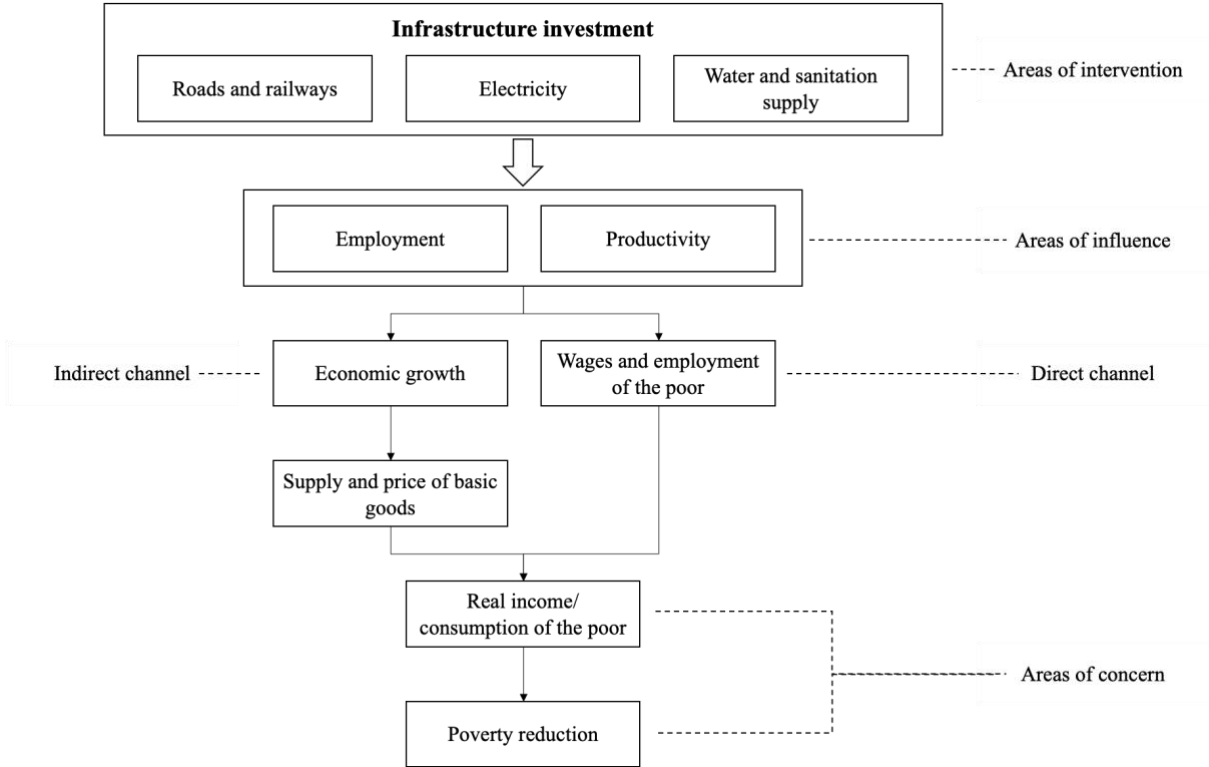 Infrastructure investment
Roads and railways
Electricity
Water and sanitation
supply
Areas of intervention
Employment
Productivity
Areas of influence
Indirect channel
Economic growth
Wages and employment
of the poor
Direct channel
Supply and price of basic
goods
Real income/
consumption of the poor
Areas of concern
Poverty reduction